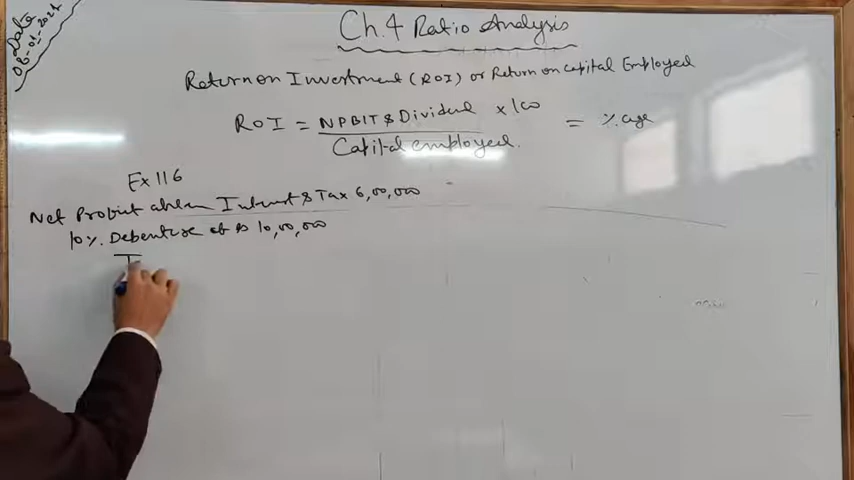 Date
08-01-2021
Ch.4 Ratio Analysis
Return on Investment (ROI) or Return on Capital Employed
ROI = NPBIT & Dividend × 100 = %age
Capital employed.
Ex 116
Net Profit after Interest & Tax 6,00,000
10%. Debenture of Rs 10,00,000
I